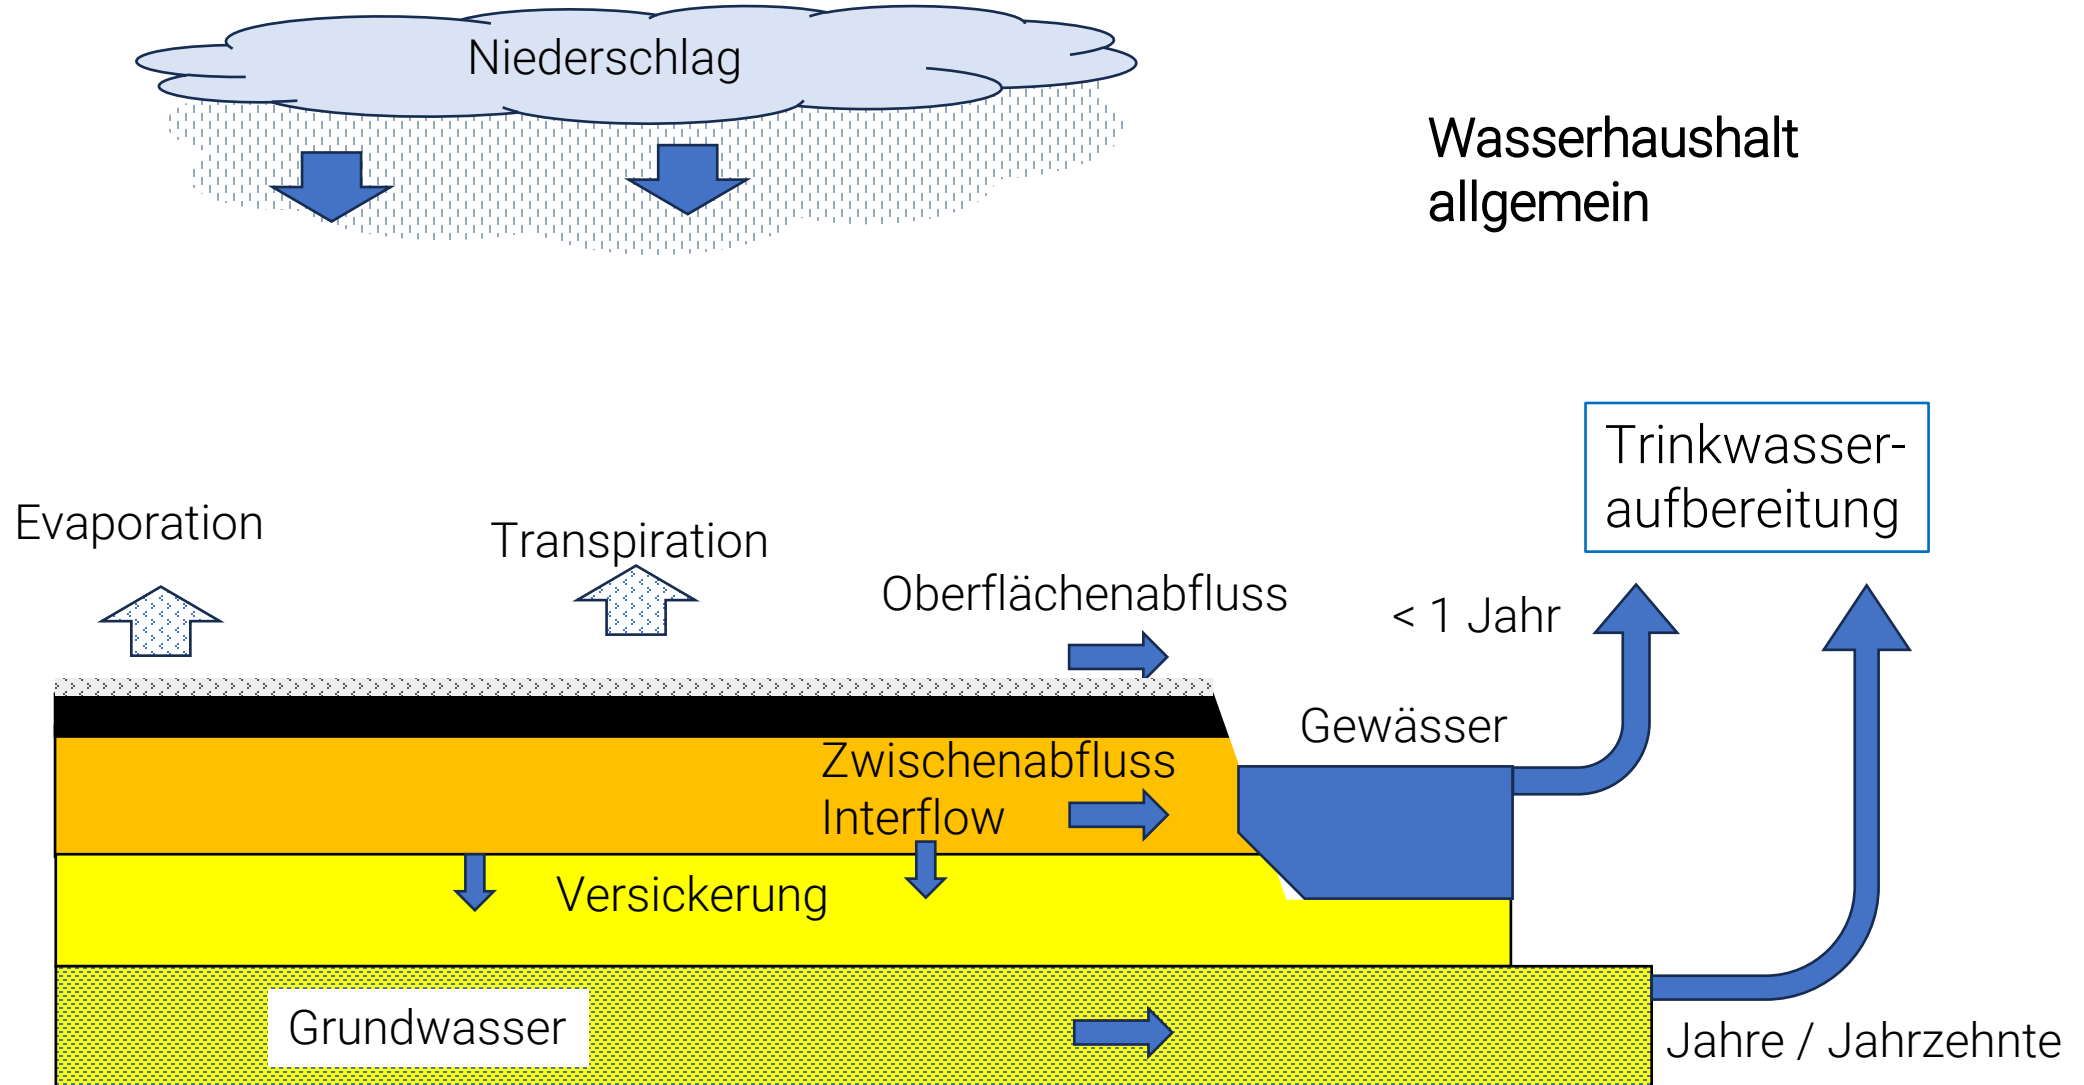 Niederschlag
Wasserhaushalt
allgemein
Trinkwasser-
aufbereitung
Evaporation
Transpiration
Oberflächenabfluss
< 1 Jahr
Gewässer
Zwischenabfluss
Interflow
Versickerung
Grundwasser
Jahre / Jahrzehnte